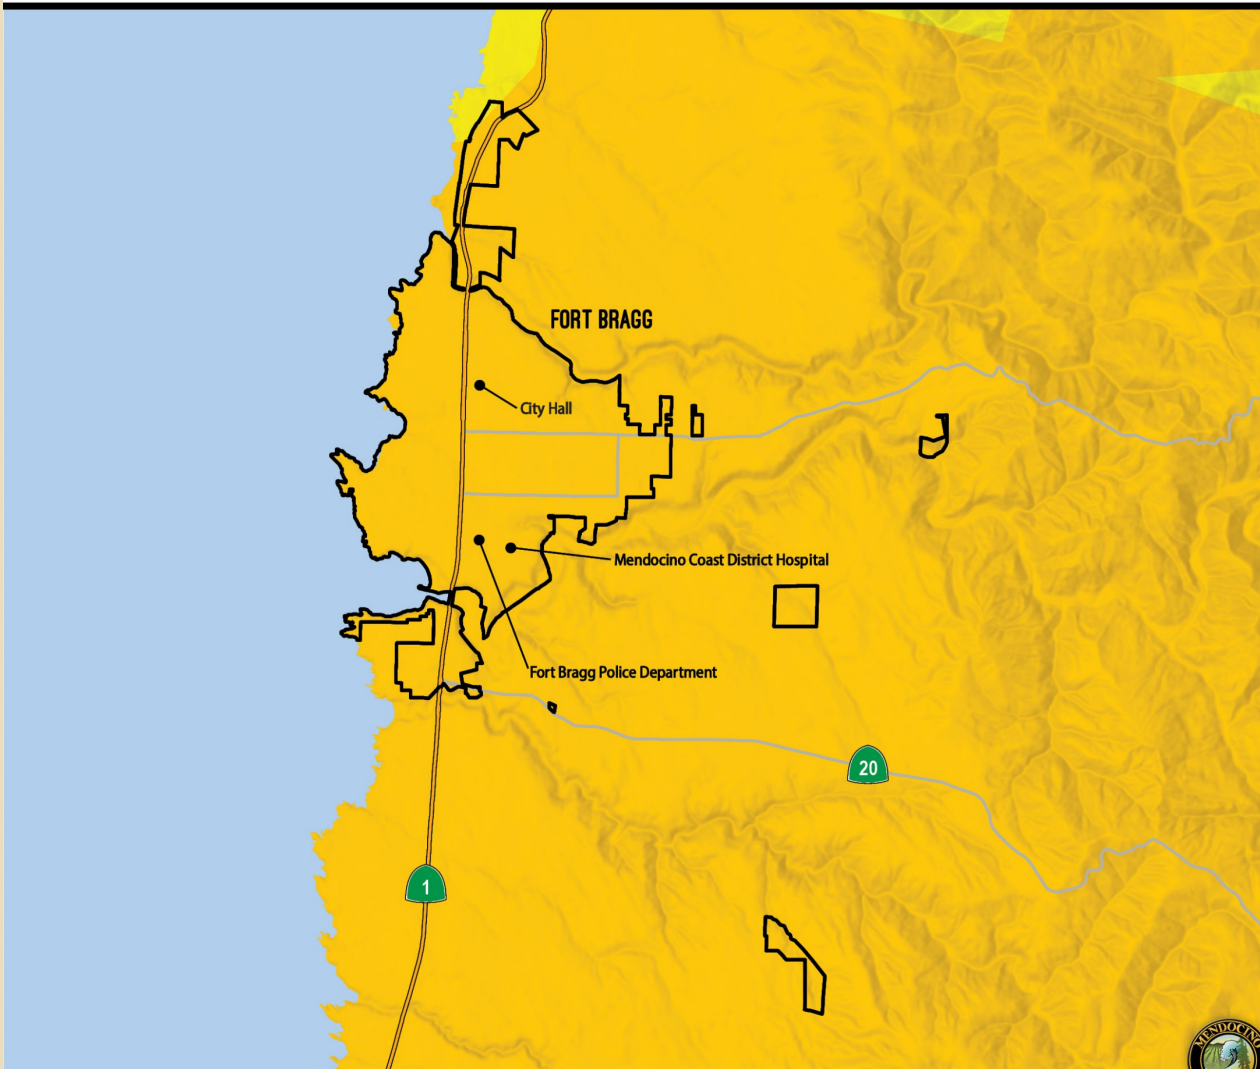 FORT BRAGG
City Hall
Mendocino Coast District Hospital
Fort Bragg Police Department
20
1
MENDOCINO